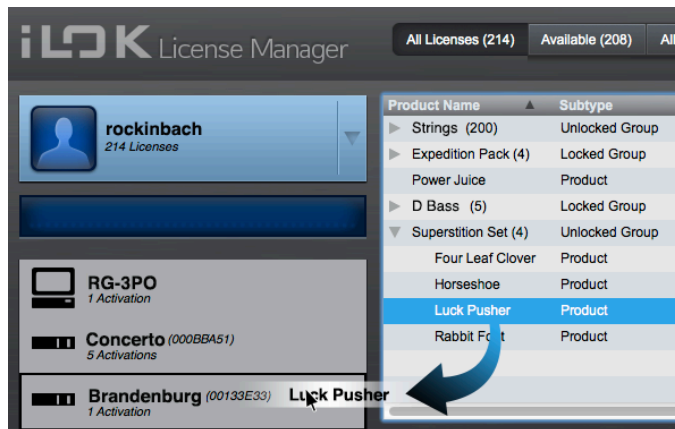 iLOK License Manager
All Licenses (214) Available (208) All
rockinbach
214 Licenses
RG-3PO
1 Activation
Concerto (000BBA51)
5 Activations
Brandenburg (00133E33) Luck Pusher
1 Activation
Product Name Subtype
Strings (200) Unlocked Group
Expedition Pack (4) Locked Group
Power Juice Product
D Bass (5) Locked Group
Superstition Set (4) Unlocked Group
Four Leaf Clover Product
Horseshoe Product
Luck Pusher Product
Rabbit Foot Product